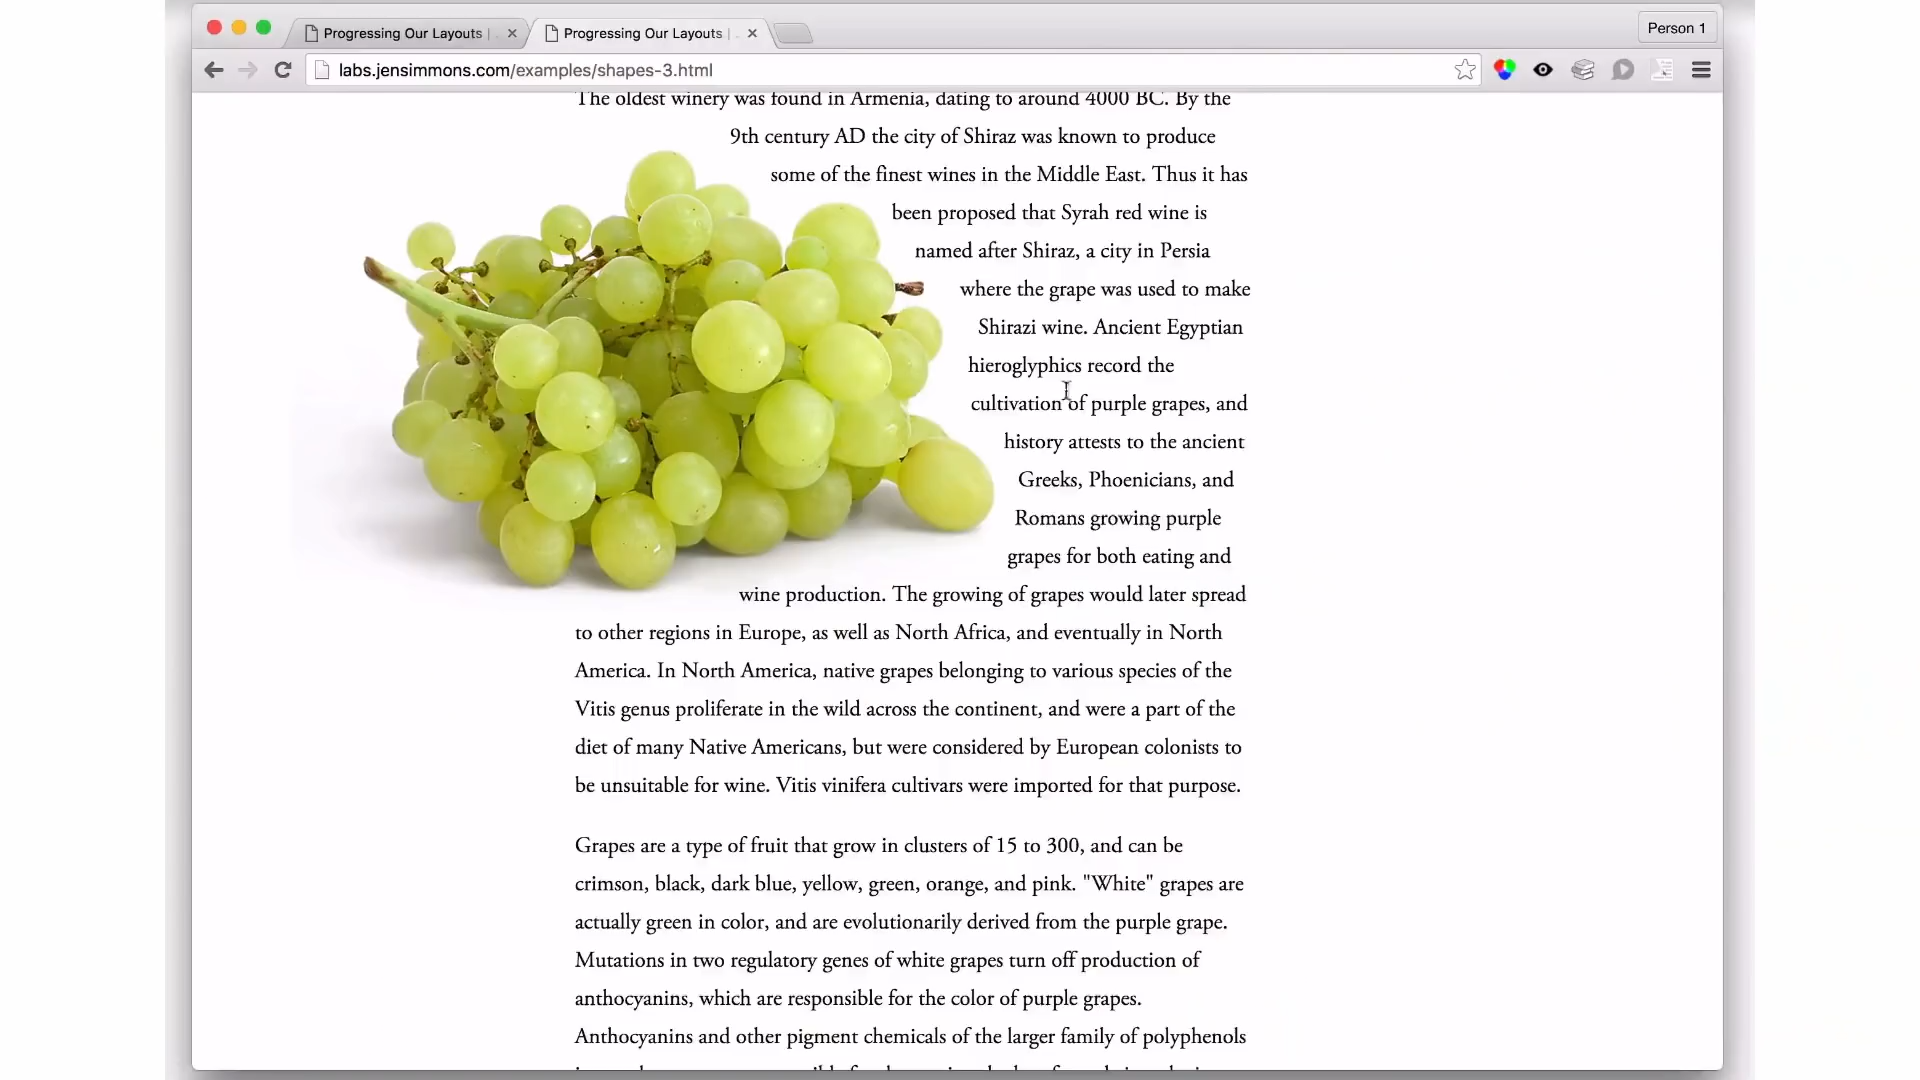 Progressing Our Layouts |
Progressing Our Layouts |
Person 1
labs.jensimmons.com/examples/shapes-3.html
The oldest winery was found in Armenia, dating to around 4000 BC. By the
9th century AD the city of Shiraz was known to produce
some of the finest wines in the Middle East. Thus it has
been proposed that Syrah red wine is
named after Shiraz, a city in Persia
where the grape was used to make
Shirazi wine. Ancient Egyptian
hieroglyphics record the
cultivation of purple grapes, and
history attests to the ancient
Greeks, Phoenicians, and
Romans growing purple
grapes for both eating and
wine production. The growing of grapes would later spread
to other regions in Europe, as well as North Africa, and eventually in North
America. In North America, native grapes belonging to various species of the
Vitis genus proliferate in the wild across the continent, and were a part of the
diet of many Native Americans, but were considered by European colonists to
be unsuitable for wine. Vitis vinifera cultivars were imported for that purpose.
Grapes are a type of fruit that grow in clusters of 15 to 300, and can be
crimson, black, dark blue, yellow, green, orange, and pink. "White" grapes are
actually green in color, and are evolutionarily derived from the purple grape.
Mutations in two regulatory genes of white grapes turn off production of
anthocyanins, which are responsible for the color of purple grapes.
Anthocyanins and other pigment chemicals of the larger family of polyphenols